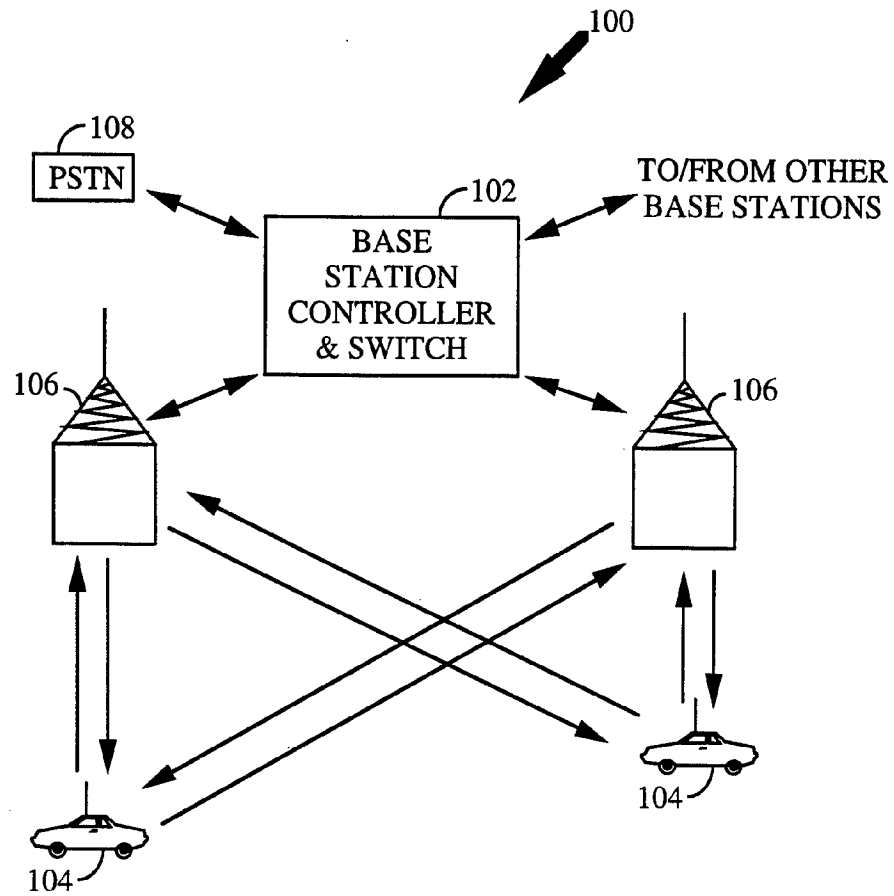 100
108
PSTN
102
TO/FROM OTHER
BASE STATIONS
BASE
STATION
CONTROLLER
& SWITCH
106
106
104
104